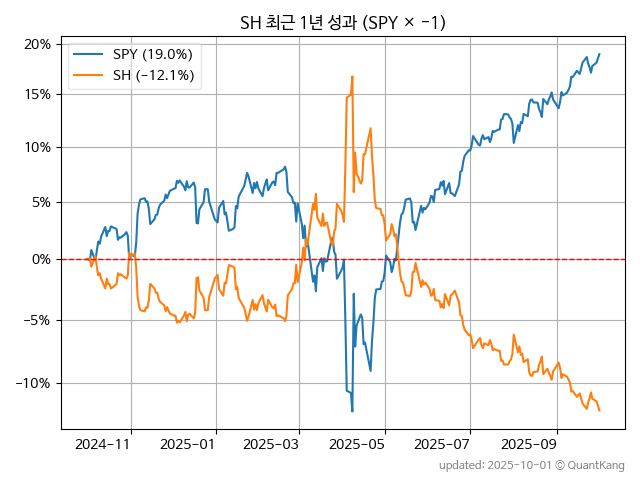 SH 최근 1년 성과 (SPY × −1)
SPY (19.0%)
SH (−12.1%)
20%
15%
10%
5%
0%
−5%
−10%
2024-11 2025-01 2025-03 2025-05 2025-07 2025-09
updated: 2025-10-01 © QuantKang